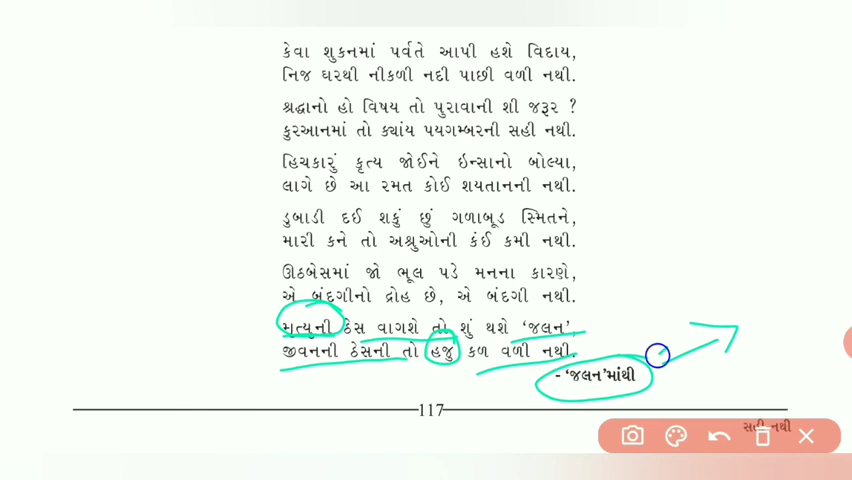 કેવા શુકનમાં પર્વતે આપી હશે વિદાય,
નિજ ઘરથી નીકળી નદી પાછી વળી નથી.
શ્રદ્ધાનો હો વિષય તો પુરાવાની શી જરૂર ?
કુરઆનમાં તો ક્યાંય પયગમ્બરની સહી નથી.
હિચકારું કૃત્ય જોઈને ઇન્સાનો બોલ્યા,
લાગે છે આ રમત કોઈ શયતાનની નથી.
ડુબાડી દઈ શકું છું ગળાબૂડ સ્મિતને,
મારી કને તો અશ્રુઓની કંઈ કમી નથી.
ઊઠબેસમાં જો ભૂલ પડે મનના કારણે,
એ બંદગીનો દ્રોહ છે, એ બંદગી નથી.
મૃત્યુની ઠેસ વાગશે તો શું થશે ‘જલન’,
જીવનની ઠેસની તો હજુ કળ વળી નથી.
- ‘જલન’માંથી
117
સહી નથી